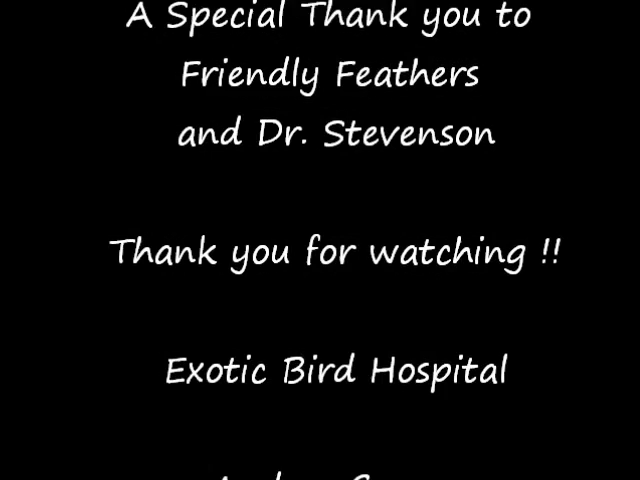 A Special Thank you to
Friendly Feathers
and Dr. Stevenson
Thank you for watching !!
Exotic Bird Hospital